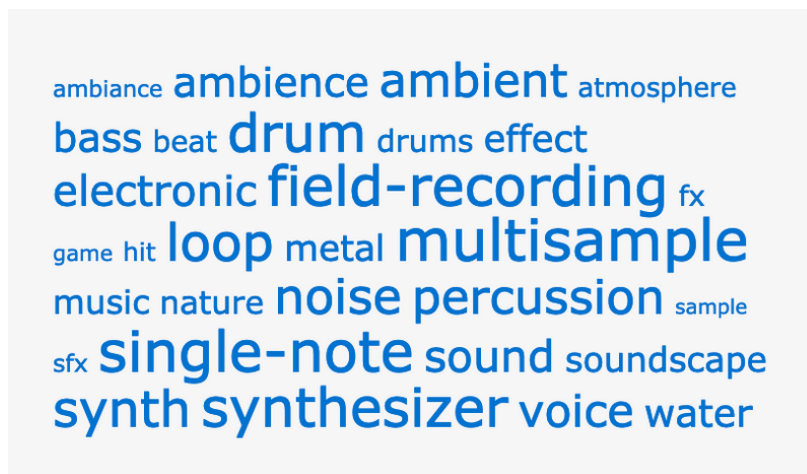 ambiance ambience ambient atmosphere
bass beat drum drums effect
electronic field-recording fx
game hit loop metal multisample
music nature noise percussion sample
sfx single-note sound soundscape
synth synthesizer voice water